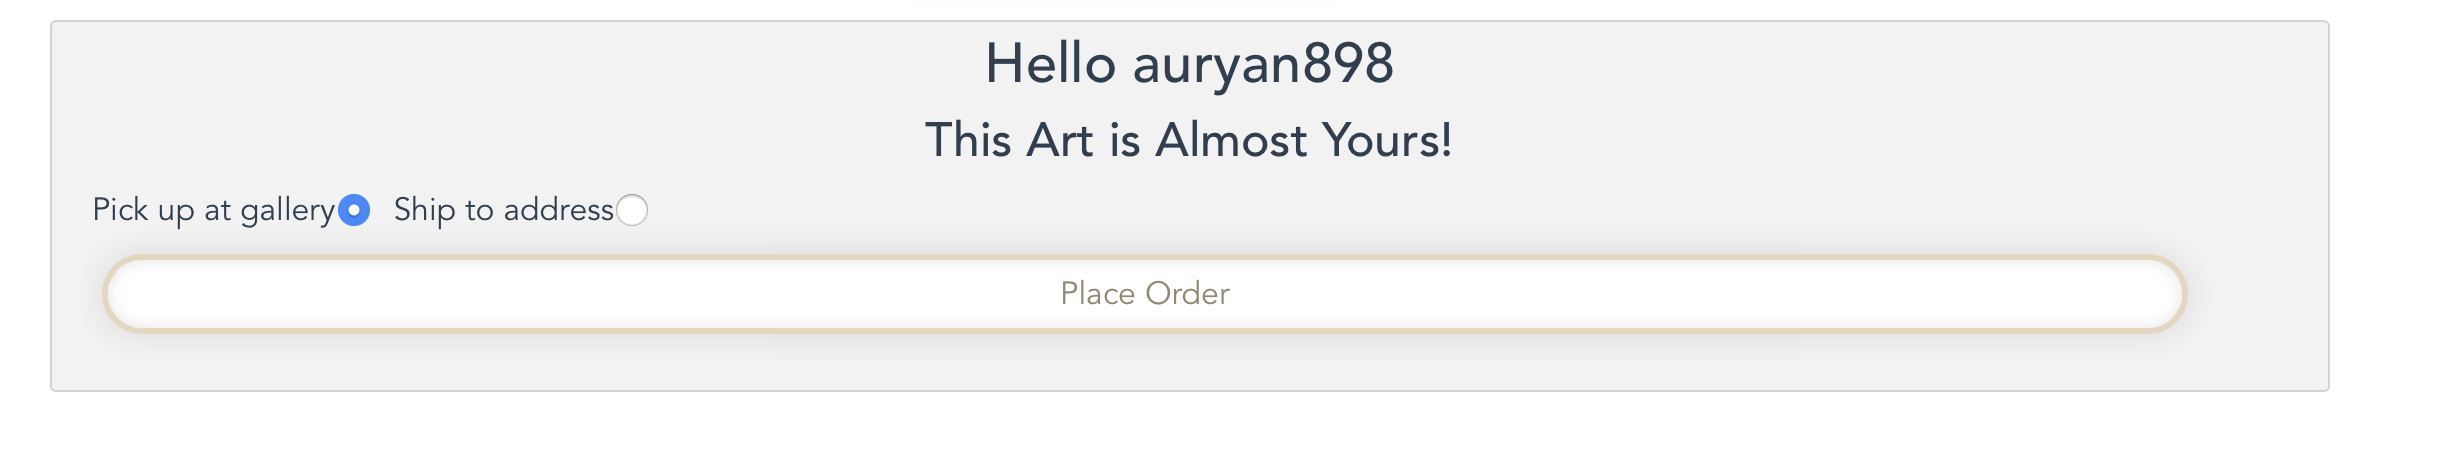 Hello auryan898
This Art is Almost Yours!
Pick up at gallery Ship to address
Place Order